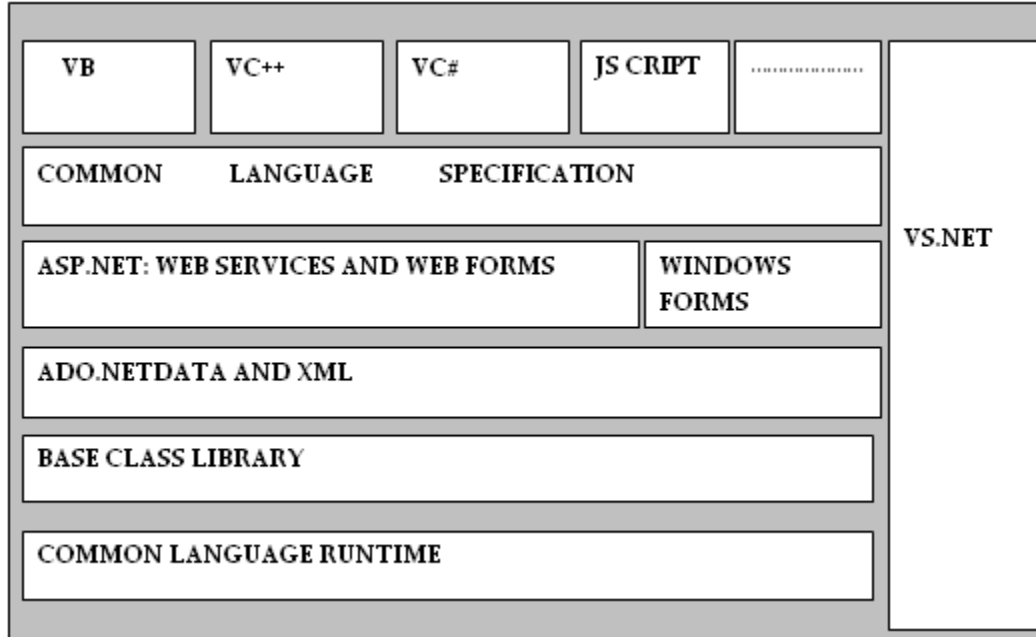 VB
VC++
VC#
JS CRIPT
.....................
COMMON LANGUAGE SPECIFICATION
VS.NET
ASP.NET: WEB SERVICES AND WEB FORMS
WINDOWS
FORMS
ADO.NETDATA AND XML
BASE CLASS LIBRARY
COMMON LANGUAGE RUNTIME